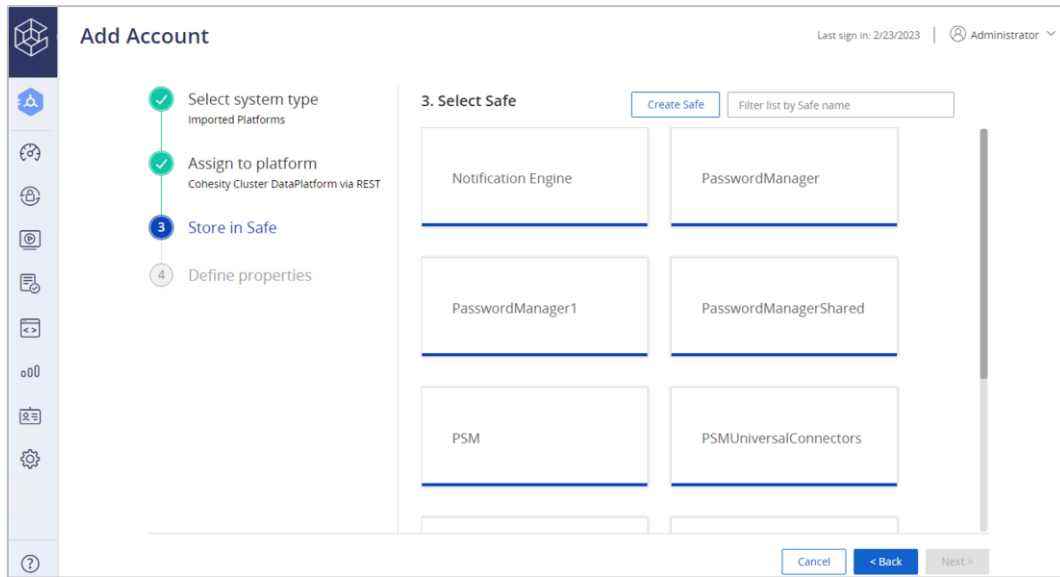 Add Account
Last sign in: 2/23/2023
Administrator
Select system type
Imported Platforms
Assign to platform
Cohesity Cluster DataPlatform via REST
3
Store in Safe
4
Define properties
3. Select Safe
Create Safe
Filter list by Safe name
Notification Engine
PasswordManager
PasswordManager1
PasswordManagerShared
PSM
PSMUniversalConnectors
Cancel
< Back
Next >